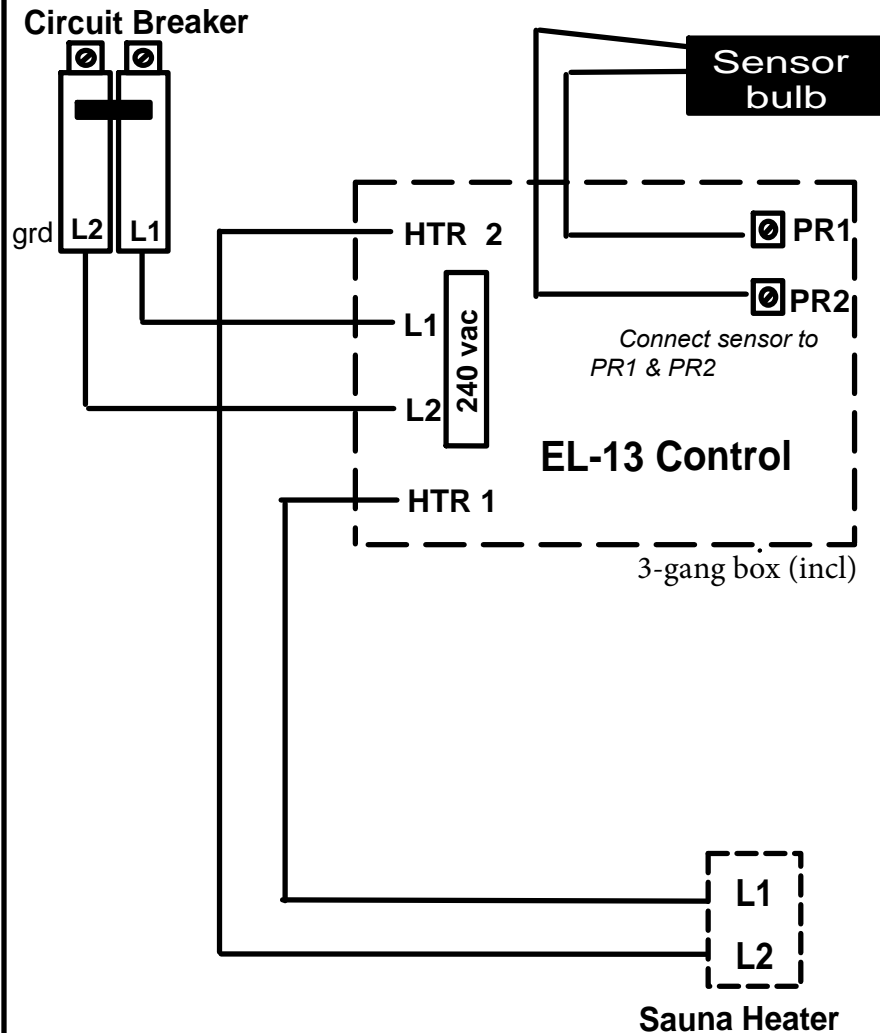 Circuit Breaker
Sensor
bulb
grd
L2
L1
HTR 2
PR1
L1
240 vac
PR2
Connect sensor to
PR1 & PR2
L2
EL-13 Control
HTR 1
3-gang box (incl)
L1
L2
Sauna Heater